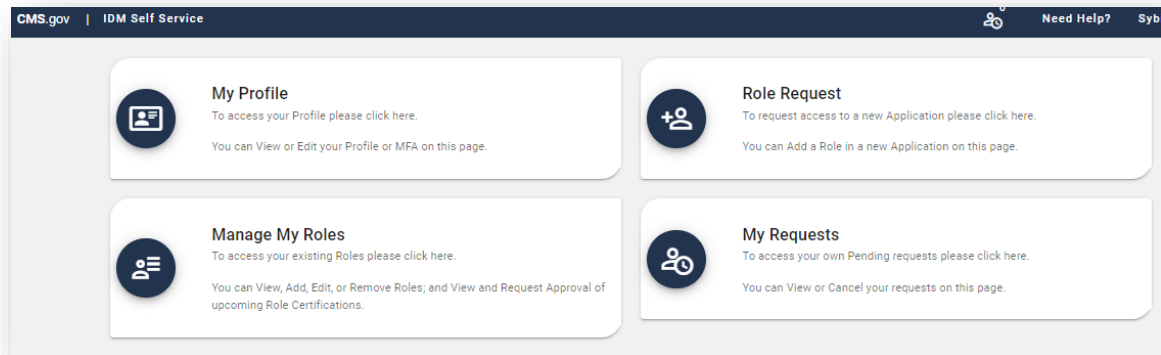 CMS.gov | IDM Self Service
Need Help?
My Profile
To access your Profile please click here.
You can View or Edit your Profile or MFA on this page.
Role Request
To request access to a new Application please click here.
You can Add a Role in a new Application on this page.
Manage My Roles
To access your existing Roles please click here.
You can View, Add, Edit, or Remove Roles; and View and Request Approval of
upcoming Role Certifications.
My Requests
To access your own Pending requests please click here.
You can View or Cancel your requests on this page.